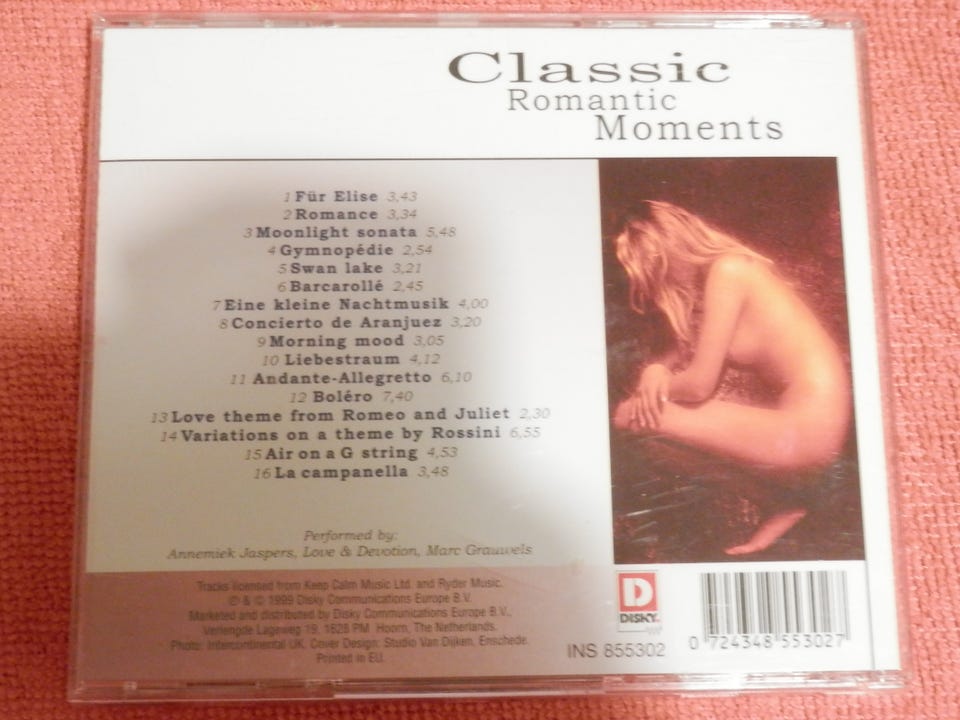 Classic
Romantic
Moments
1 Für Elise 3,43
2 Romance 3,34
3 Moonlight sonata 5,48
4 Gymnopédie 2,54
5 Swan lake 3,21
6 Barcarollé 2,45
7 Eine kleine Nachtmusik 4,00
8 Concierto de Aranjuez 3,20
9 Morning mood 3,05
10 Liebestraum 4,12
11 Andante-Allegretto 6,10
12 Boléro 7,40
13 Love theme from Romeo and Juliet 2,30
14 Variations on a theme by Rossini 6,55
15 Air on a G string 4,53
16 La campanella 3,48
Performed by:
Annemiek Jaspers, Love & Devotion, Marc Grauwels
Tracks licensed from Keep Calm Music Ltd. and Ryder Music.
℗ & © 1999 Disky Communications Europe B.V.
Marketed and distributed by Disky Communications Europe B.V.,
Verlengde Lageweg 19, 1628 PM Hoorn, The Netherlands.
Photo: Intercontinental UK. Cover Design: Studio Van Dijken, Enschede.
Printed in EU.
D
DISKY
INS 855302
0 724348 553027